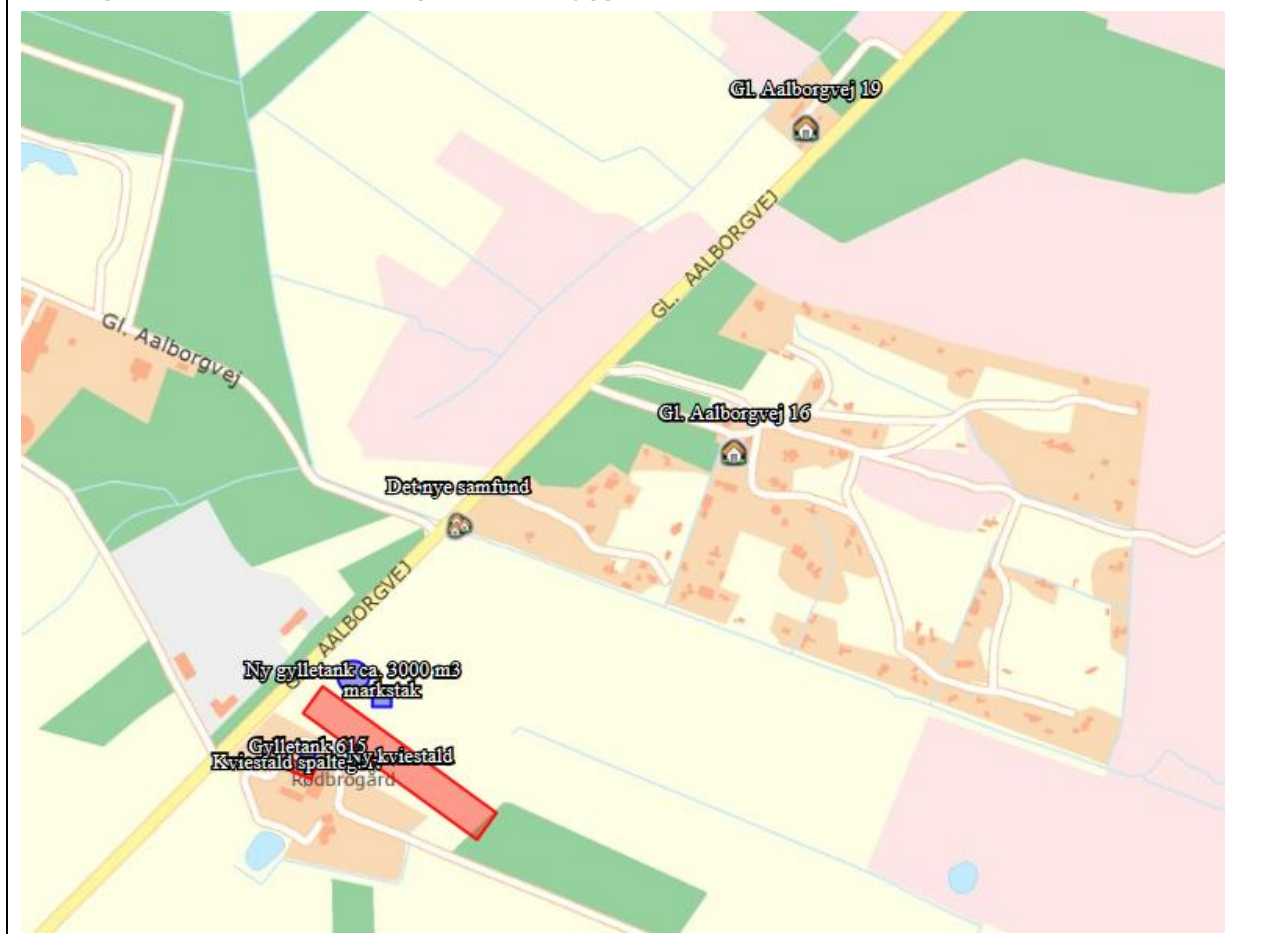 Gl. Aalborgvej 19
GL. AALBORGVEJ
Gl. Aalborgvej
Gl. Aalborgvej 16
Det nye samfund
AALBORGVEJ
Ny gylletank ca. 3000 m3
markstak
Gylletank 615
Ny kviestald
Kviestald
Rødbrogård